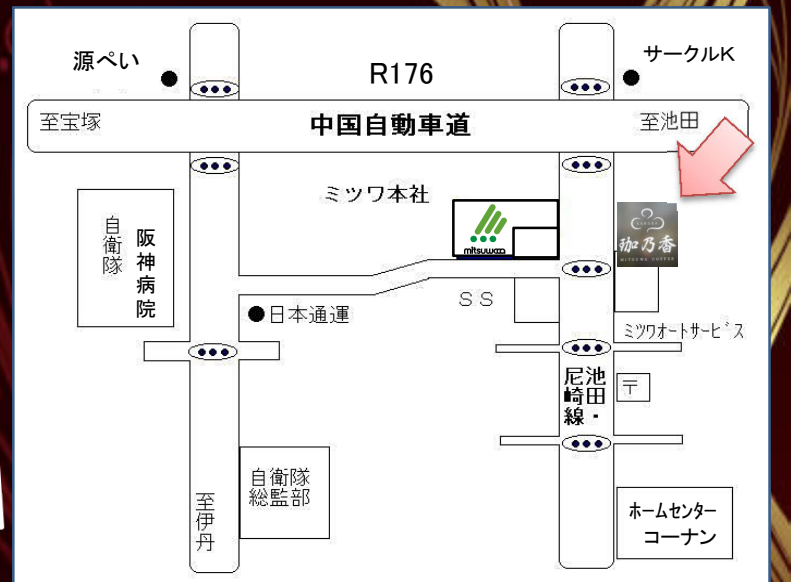 源ぺい
R176
サークルK
至宝塚
中国自動車道
至池田
ミツワ本社
mitsuwa
珈乃香
MITSUWA COFFEE
自衛隊
阪神病院
日本通運
ＳＳ
ミツワオートサービス
池田・
尼崎線
〒
自衛隊
総監部
至伊丹
ホームセンター
コーナン